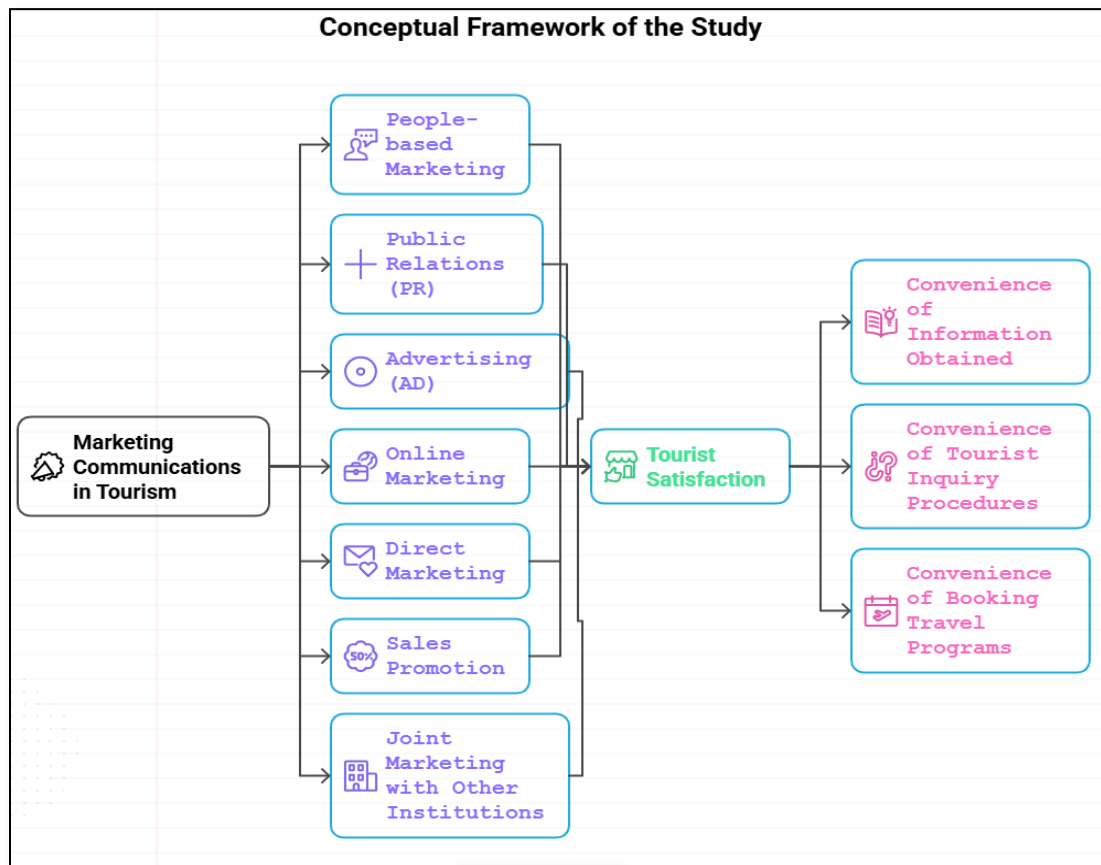 Conceptual Framework of the Study
People-
based
Marketing
Public
Relations
(PR)
Advertising
(AD)
Marketing
Communications
in Tourism
Online
Marketing
Direct
Marketing
50%
Sales
Promotion
Joint
Marketing
with Other
Institutions
Tourist
Satisfaction
Convenience
of
Information
Obtained
Convenience
of Tourist
Inquiry
Procedures
Convenience
of Booking
Travel
Programs